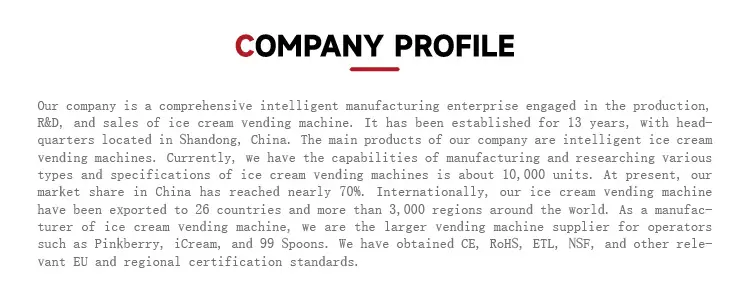 COMPANY PROFILE
Our company is a comprehensive intelligent manufacturing enterprise engaged in the production,
R&D, and sales of ice cream vending machine. It has been established for 13 years, with head-
quarters located in Shandong, China. The main products of our company are intelligent ice cream
vending machines. Currently, we have the capabilities of manufacturing and researching various
types and specifications of ice cream vending machines is about 10,000 units. At present, our
market share in China has reached nearly 70%. Internationally, our ice cream vending machine
have been exported to 26 countries and more than 3,000 regions around the world. As a manufac-
turer of ice cream vending machine, we are the larger vending machine supplier for operators
such as Pinkberry, iCream, and 99 Spoons. We have obtained CE, RoHS, ETL, NSF, and other rele-
vant EU and regional certification standards.